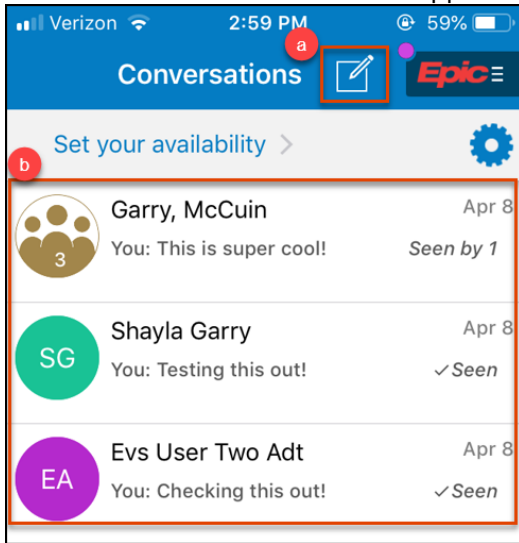 Verizon 2:59 PM 59%
a
Conversations Epic
Set your availability >
b
Garry, McCuin Apr 8
3 You: This is super cool! Seen by 1
Shayla Garry Apr 8
SG You: Testing this out! ✓Seen
Evs User Two Adt Apr 8
EA You: Checking this out! ✓Seen